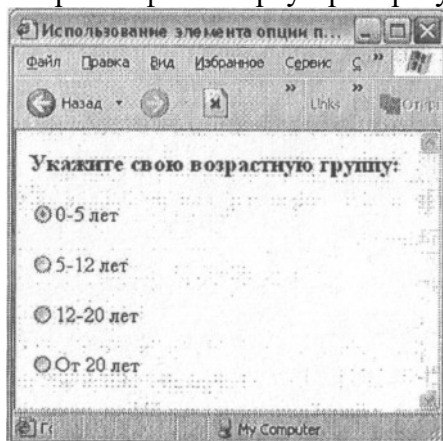 Использование элемента опции п...
Файл Правка Вид Избранное Сервис С »
Назад » Links »
Укажите свою возрастную группу:
0-5 лет
5-12 лет
12-20 лет
От 20 лет
My Computer